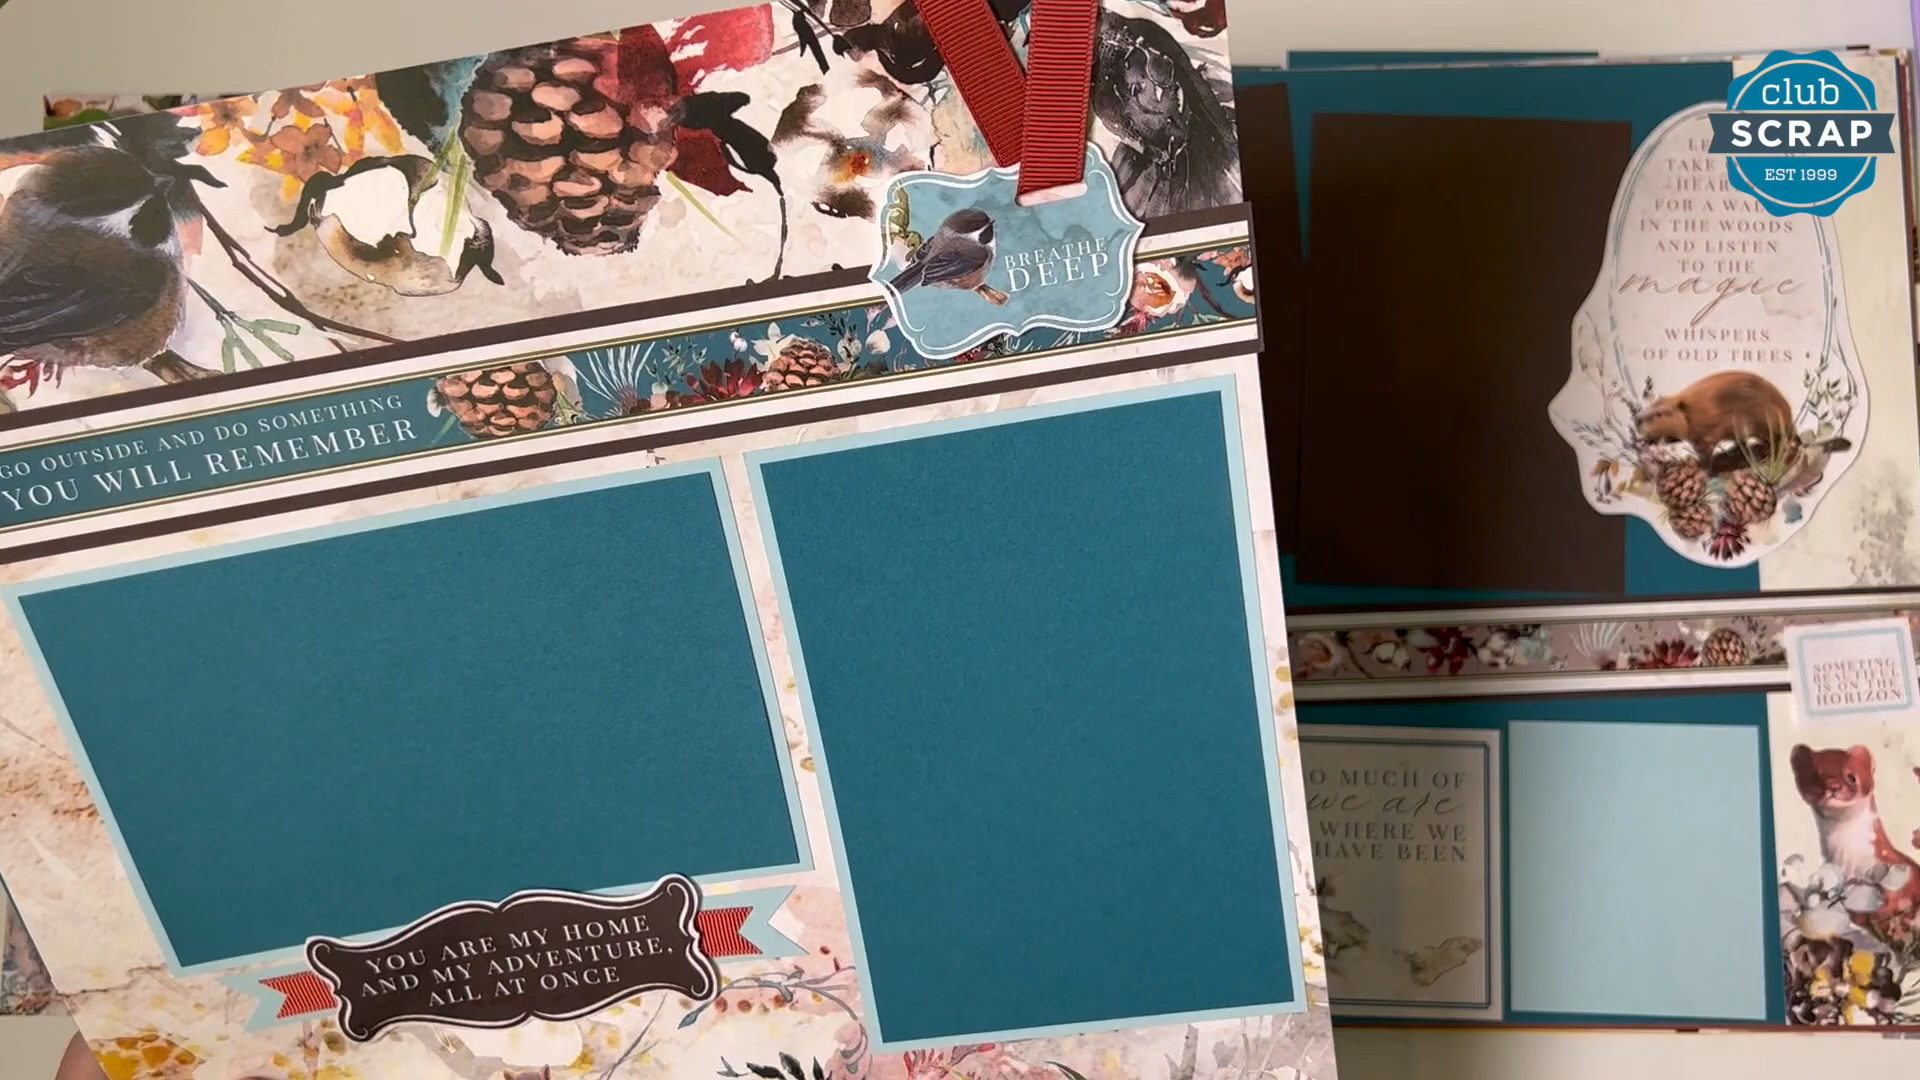 club
SCRAP
EST 1999
BREATHE
DEEP
GO OUTSIDE AND DO SOMETHING
YOU WILL REMEMBER
YOU ARE MY HOME
AND MY ADVENTURE,
ALL AT ONCE
TAKE
FOR A
IN THE WOODS
AND LISTEN
TO THE
magic
WHISPERS
OF OLD TREES
SOMETING
BEAUTIFUL
IS ON THE
HORIZON
O MUCH OF
we are
WHERE WE
HAVE BEEN